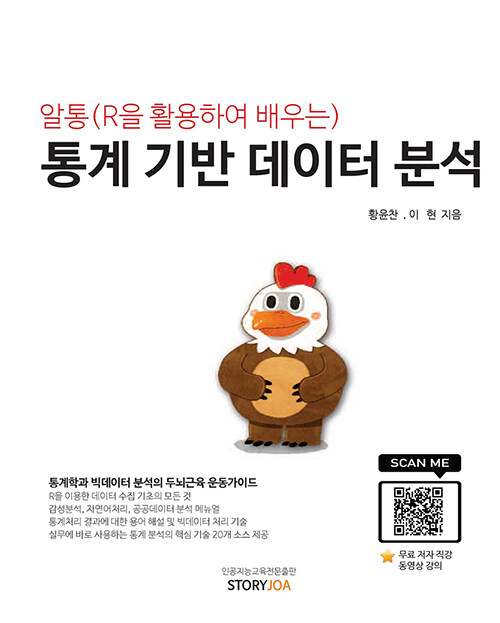 알통(R을 활용하여 배우는)
통계 기반 데이터 분석
황윤찬 . 이 현 지음
통계학과 빅데이터 분석의 두뇌근육 운동가이드
R을 이용한 데이터 수집 기초의 모든 것
감성분석, 자연어처리, 공공데이터 분석 메뉴얼
통계처리 결과에 대한 용어 해설 및 빅데이터 처리 기술
실무에 바로 사용하는 통계 분석의 핵심 기술 20개 소스 제공
SCAN ME
무료 저자 직강
동영상 강의
인공지능교육전문출판
STORYJOA